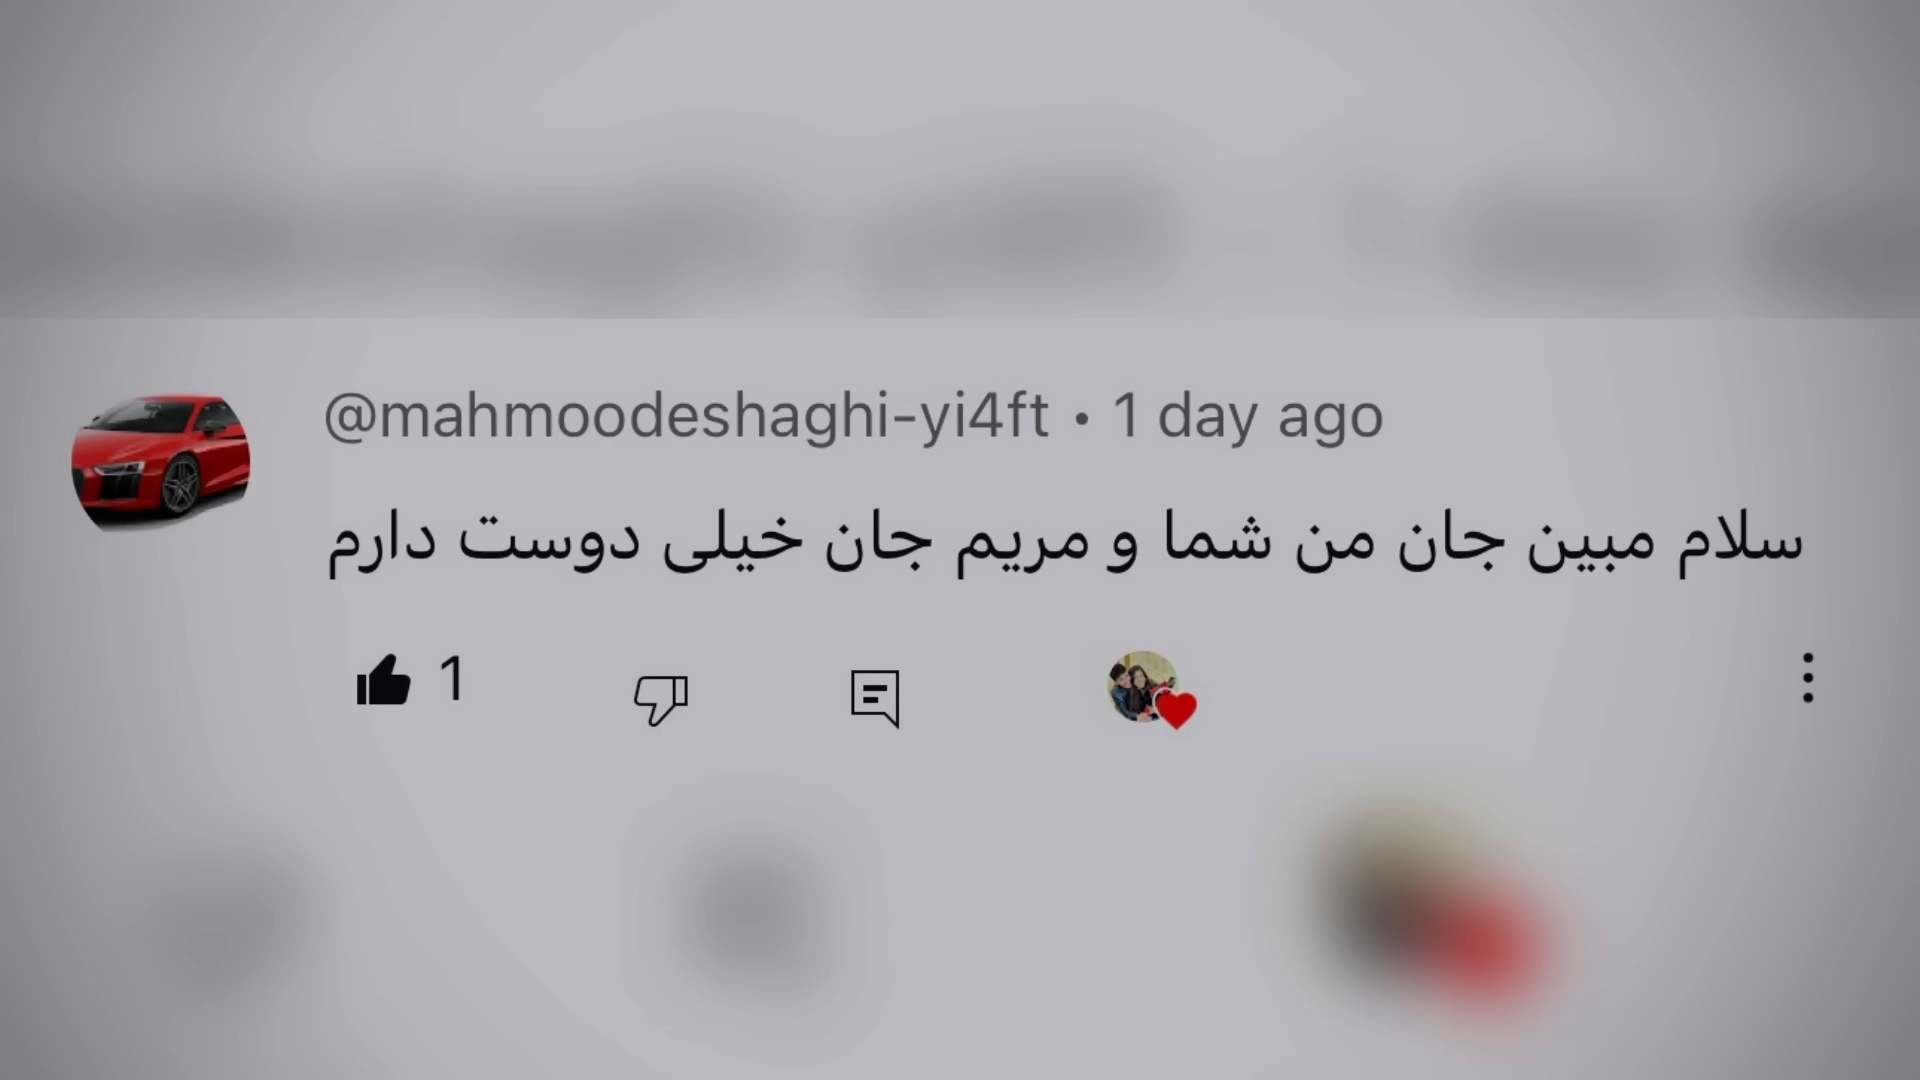 @mahmoodeshaghi-yi4ft • 1 day ago
سلام مبین جان من شما و مریم جان خیلی دوست دارم
1